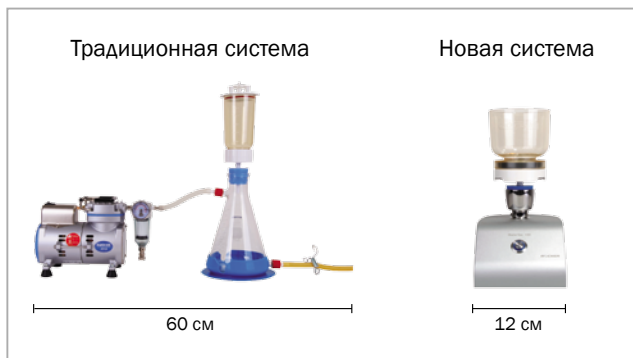 Традиционная система
Новая система
60 см
12 см